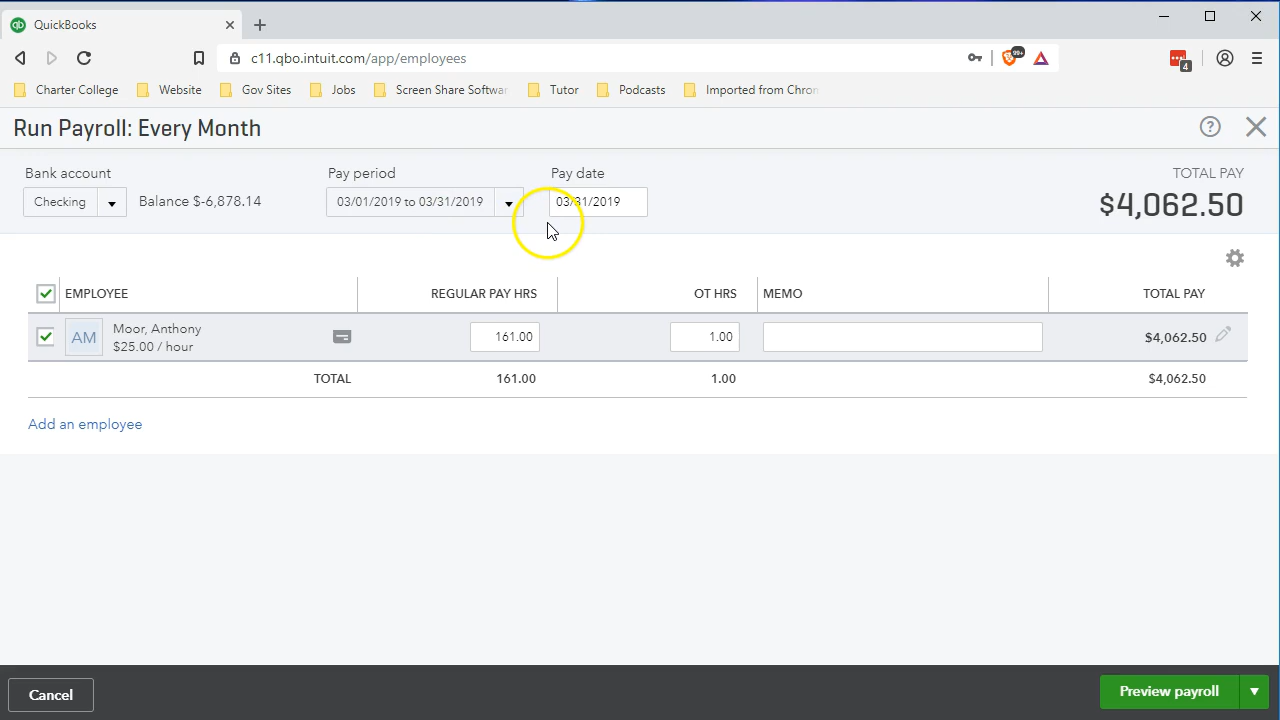 QuickBooks
c11.qbo.intuit.com/app/employees
99+
4
Charter College Website Gov Sites Jobs Screen Share Softwar Tutor Podcasts Imported from Chrom
Run Payroll: Every Month
Bank account Pay period Pay date TOTAL PAY
Checking Balance $-6,878.14 03/01/2019 to 03/31/2019 03/31/2019 $4,062.50
EMPLOYEE REGULAR PAY HRS OT HRS MEMO TOTAL PAY
AM Moor, Anthony 161.00 1.00 $4,062.50
$25.00 / hour
TOTAL 161.00 1.00 $4,062.50
Add an employee
Cancel Preview payroll